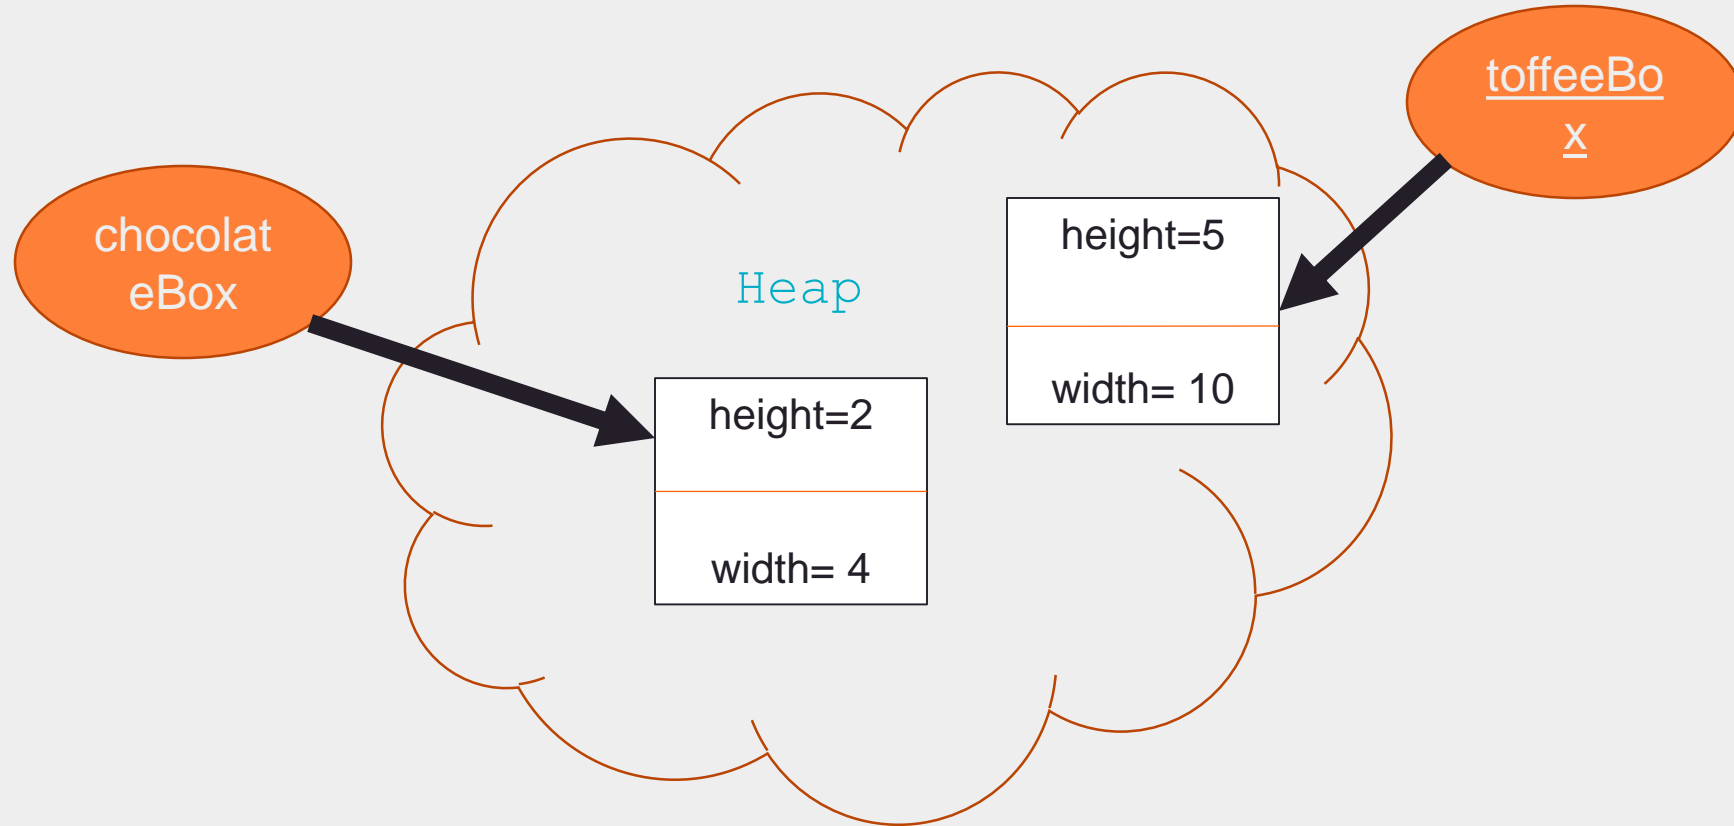 toffeeBo
x
chocolat
eBox
Heap
height=5
width= 10
height=2
width= 4